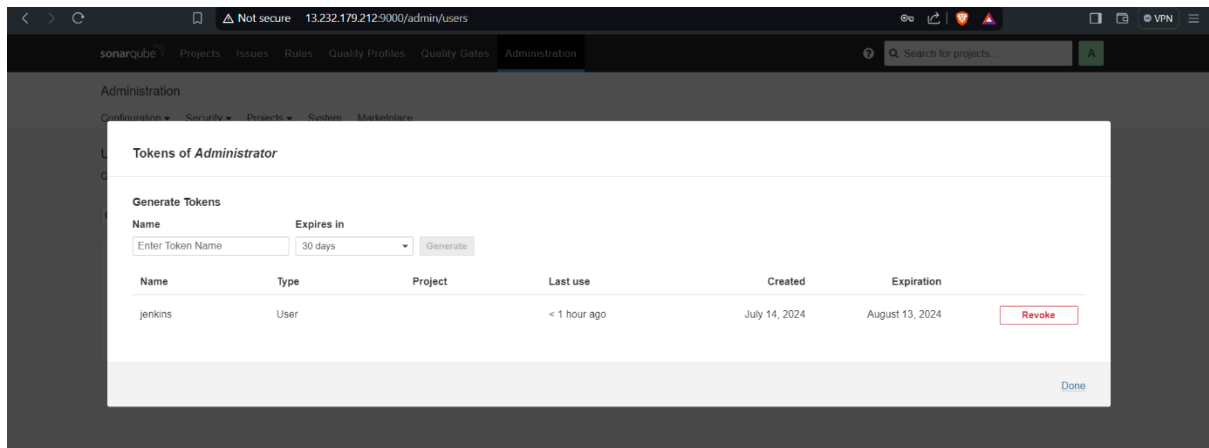 Not secure 13.232.179.212:9000/admin/users VPN
sonarqube Projects Issues Rules Quality Profiles Quality Gates Administration ? Search for projects... A
Administration
Configuration Security Projects System Marketplace
U
C
Tokens of Administrator
Generate Tokens
Name Expires in
Enter Token Name 30 days Generate
Name Type Project Last use Created Expiration
jenkins User < 1 hour ago July 14, 2024 August 13, 2024 Revoke
Done